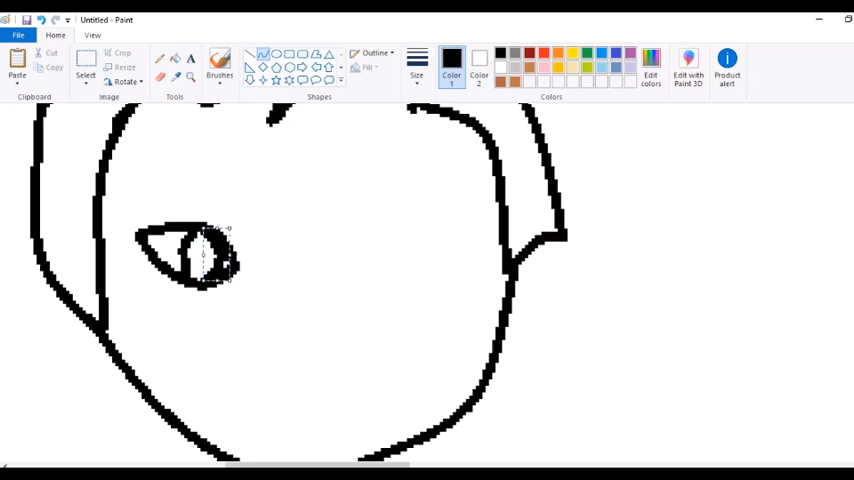 Untitled - Paint
File Home View
Paste
Cut
Copy
Clipboard
Select
Crop
Resize
Rotate
Image
Tools
Brushes
Outline
Fill
Shapes
Size
Color 1
Color 2
Edit colors
Colors
Edit with Paint 3D
Product alert